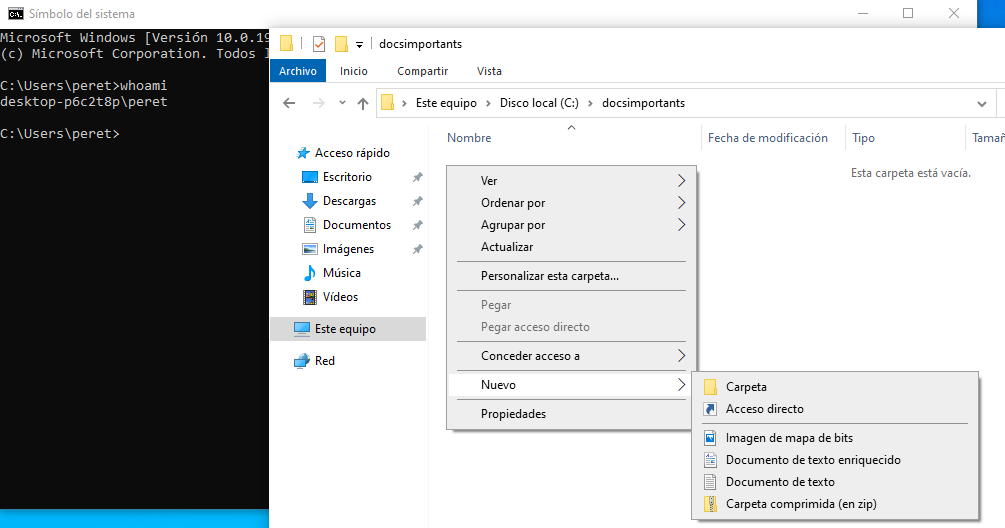 Símbolo del sistema
Microsoft Windows [Versión 10.0.19
(c) Microsoft Corporation. Todos l
C:\Users\peret>whoami
desktop-p6c2t8p\peret
C:\Users\peret>
docsimportants
Archivo Inicio Compartir Vista
Este equipo > Disco local (C:) > docsimportants
Nombre Fecha de modificación Tipo Tamañ
Esta carpeta está vacía.
Acceso rápido
Escritorio
Descargas
Documentos
Imágenes
Música
Vídeos
Este equipo
Red
Ver
Ordenar por
Agrupar por
Actualizar
Personalizar esta carpeta...
Pegar
Pegar acceso directo
Conceder acceso a
Nuevo
Propiedades
Carpeta
Acceso directo
Imagen de mapa de bits
Documento de texto enriquecido
Documento de texto
Carpeta comprimida (en zip)